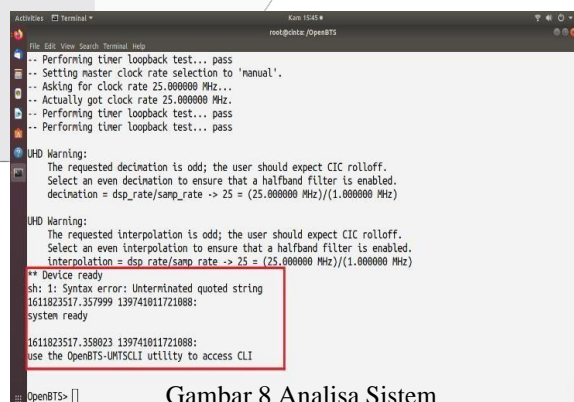 Activities Terminal Kam 15:45
root@cinta: /OpenBTS
File Edit View Search Terminal Help
-- Performing timer loopback test... pass
-- Setting master clock rate selection to 'manual'.
-- Asking for clock rate 25.000000 MHz...
-- Actually got clock rate 25.000000 MHz.
-- Performing timer loopback test... pass
-- Performing timer loopback test... pass
UHD Warning:
The requested decimation is odd; the user should expect CIC rolloff.
Select an even decimation to ensure that a halfband filter is enabled.
decimation = dsp_rate/samp_rate -> 25 = (25.000000 MHz)/(1.000000 MHz)
UHD Warning:
The requested interpolation is odd; the user should expect CIC rolloff.
Select an even interpolation to ensure that a halfband filter is enabled.
interpolation = dsp_rate/samp_rate -> 25 = (25.000000 MHz)/(1.000000 MHz)
** Device ready
sh: 1: Syntax error: Unterminated quoted string
1611823517.357999 139741011721088:
system ready
1611823517.358023 139741011721088:
use the OpenBTS-UMTSCLI utility to access CLI
OpenBTS>
Gambar 8 Analisa Sistem